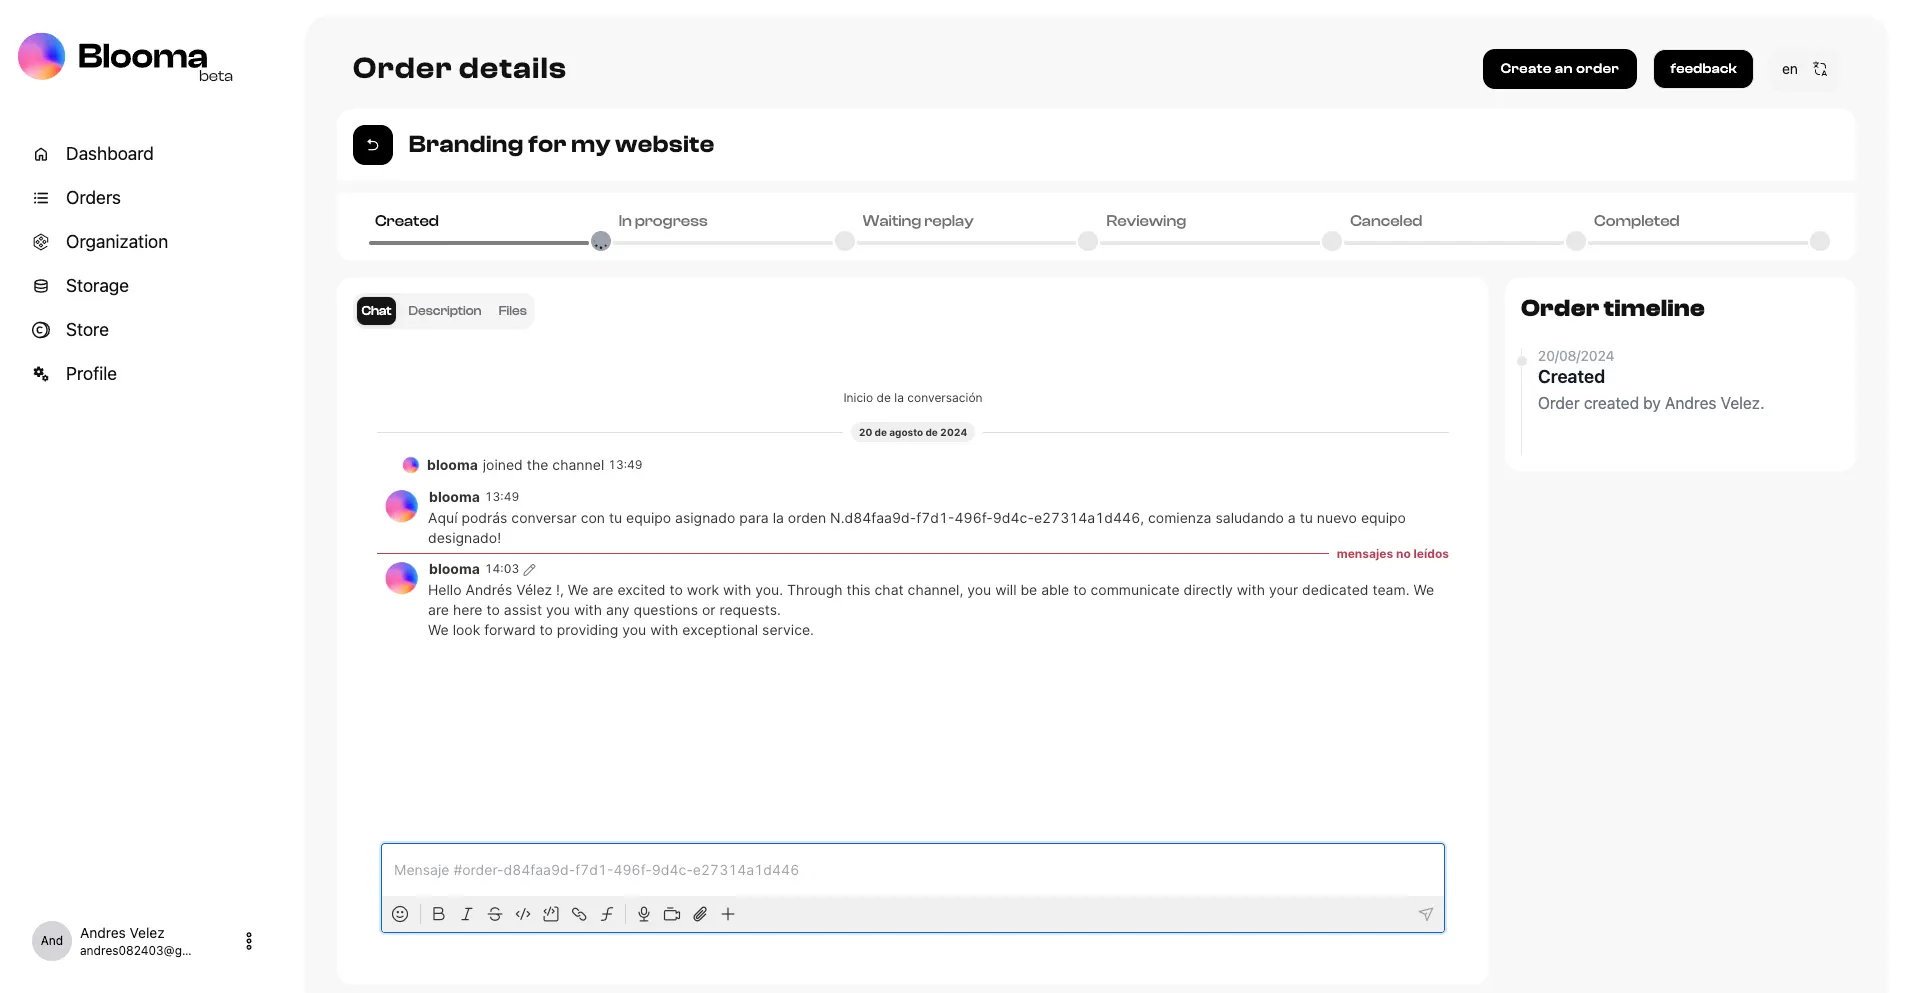 Blooma
beta
Dashboard
Orders
Organization
Storage
Store
Profile
And
Andres Velez
andres082403@g...
Order details
Create an order
feedback
en
Branding for my website
Created
In progress
Waiting replay
Reviewing
Canceled
Completed
Chat
Description
Files
Inicio de la conversación
20 de agosto de 2024
blooma joined the channel 13:49
blooma 13:49
Aquí podrás conversar con tu equipo asignado para la orden N.d84faa9d-f7d1-496f-9d4c-e27314a1d446, comienza saludando a tu nuevo equipo
designado!
mensajes no leídos
blooma 14:03
Hello Andrés Vélez !, We are excited to work with you. Through this chat channel, you will be able to communicate directly with your dedicated team. We
are here to assist you with any questions or requests.
We look forward to providing you with exceptional service.
Mensaje #order-d84faa9d-f7d1-496f-9d4c-e27314a1d446
Order timeline
20/08/2024
Created
Order created by Andres Velez.